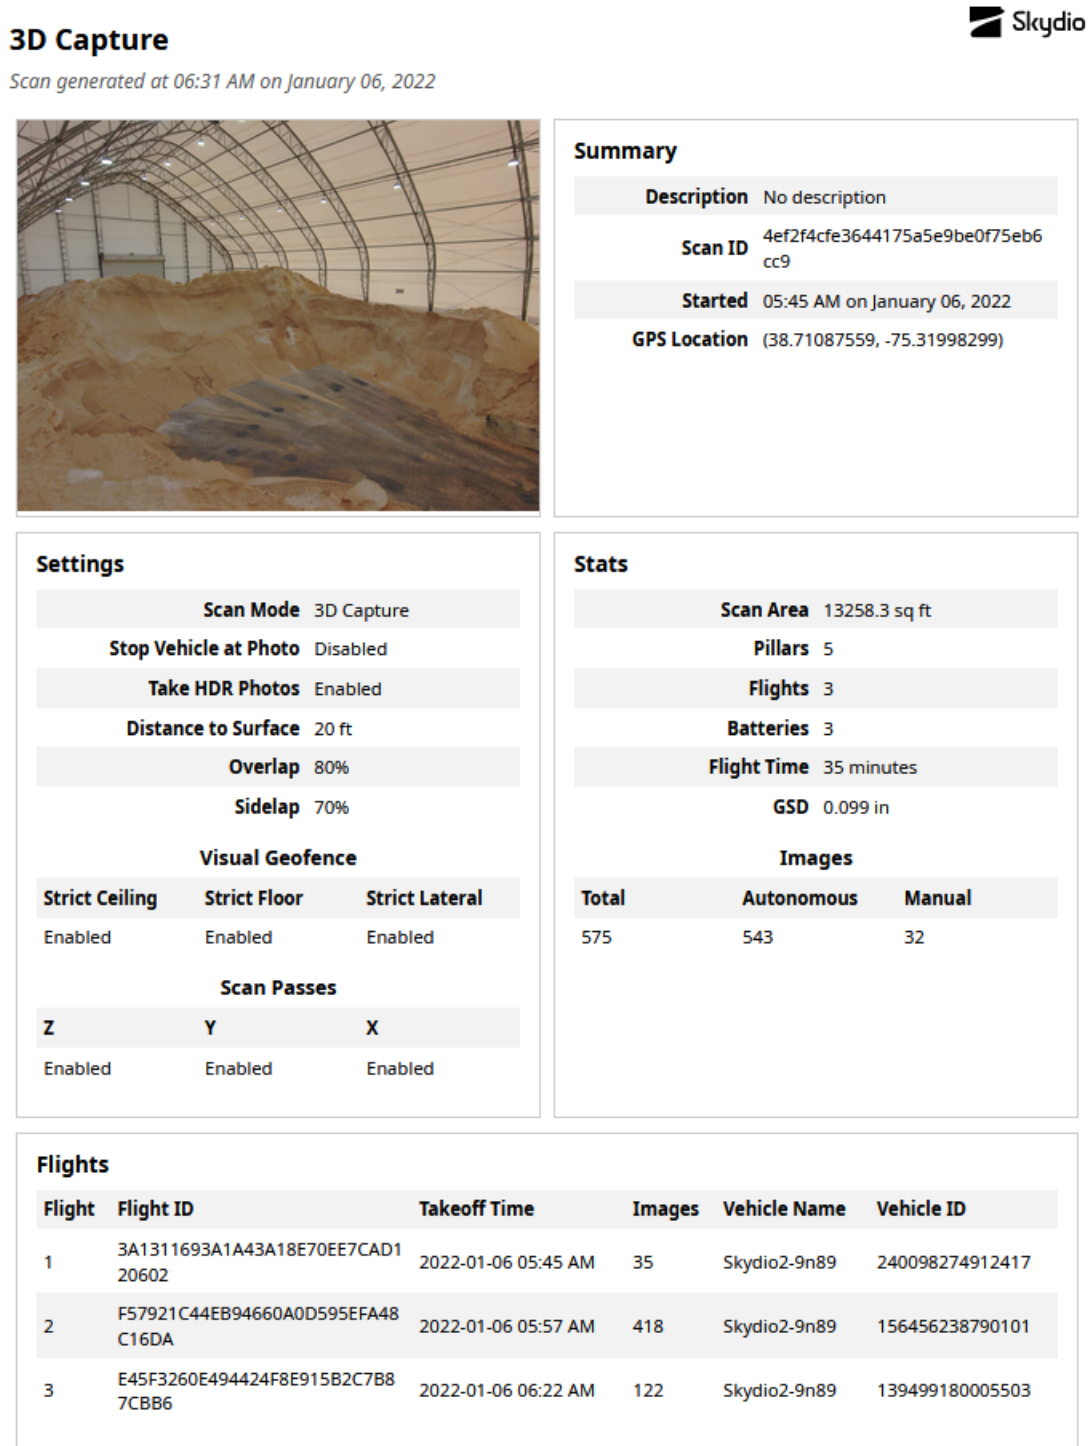 Skydio
3D Capture
Scan generated at 06:31 AM on January 06, 2022
Summary
Description No description
Scan ID 4ef2f4cfe3644175a5e9be0f75eb6
cc9
Started 05:45 AM on January 06, 2022
GPS Location (38.71087559, -75.31998299)
Settings
Scan Mode 3D Capture
Stop Vehicle at Photo Disabled
Take HDR Photos Enabled
Distance to Surface 20 ft
Overlap 80%
Sidelap 70%
Visual Geofence
Strict Ceiling Strict Floor Strict Lateral
Enabled Enabled Enabled
Scan Passes
Z Y X
Enabled Enabled Enabled
Stats
Scan Area 13258.3 sq ft
Pillars 5
Flights 3
Batteries 3
Flight Time 35 minutes
GSD 0.099 in
Images
Total Autonomous Manual
575 543 32
Flights
Flight Flight ID Takeoff Time Images Vehicle Name Vehicle ID
1 3A1311693A1A43A18E70EE7CAD1
20602 2022-01-06 05:45 AM 35 Skydio2-9n89 240098274912417
2 F57921C44EB94660A0D595EFA48
C16DA 2022-01-06 05:57 AM 418 Skydio2-9n89 156456238790101
3 E45F3260E494424F8E915B2C7B8
7CBB6 2022-01-06 06:22 AM 122 Skydio2-9n89 139499180005503